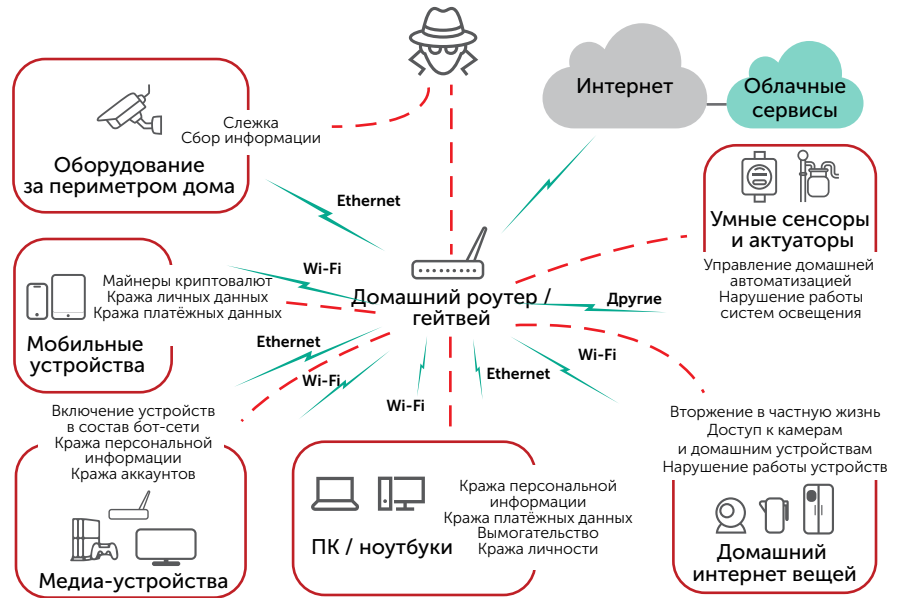 Интернет
Облачные
сервисы
Слежка
Сбор информации
Оборудование
за периметром дома
Ethernet
Умные сенсоры
и актуаторы
Управление домашней
автоматизацией
Нарушение работы
систем освещения
Wi-Fi
Майнеры криптовалют
Кража личных данных
Кража платёжных данных
Мобильные
устройства
Домашний роутер /
гейтвей
Другие
Ethernet
Wi-Fi
Wi-Fi
Ethernet
Wi-Fi
Включение устройств
в состав бот-сети
Кража персональной
информации
Кража аккаунтов
Медиа-устройства
Кража персональной
информации
Кража платёжных данных
Вымогательство
Кража личности
ПК / ноутбуки
Вторжение в частную жизнь
Доступ к камерам
и домашним устройствам
Нарушение работы устройств
Домашний
интернет вещей